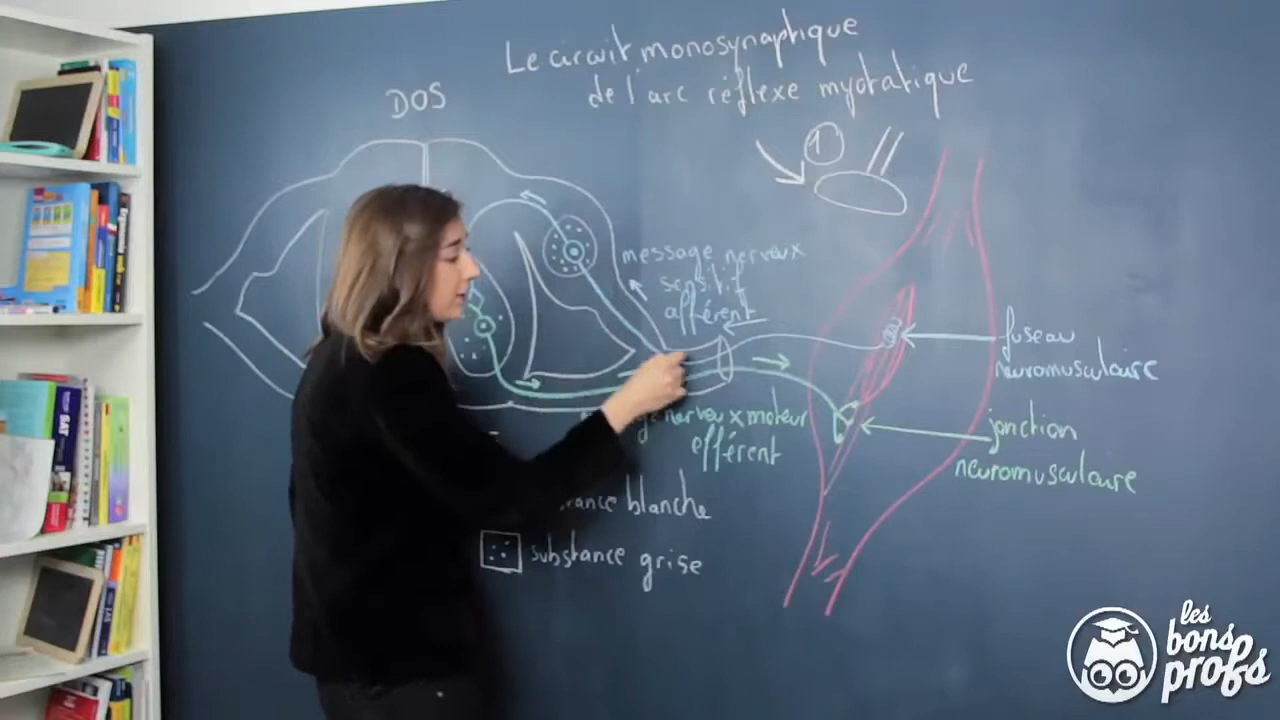 Le circuit monosynaptique
de l'arc réflexe myotatique
DOS
1
message nerveux
sensitif
afférent
fuseau
neuromusculaire
nerveux moteur
efférent
jonction
neuromusculaire
blanche
substance grise
SAT
les
bons
profs